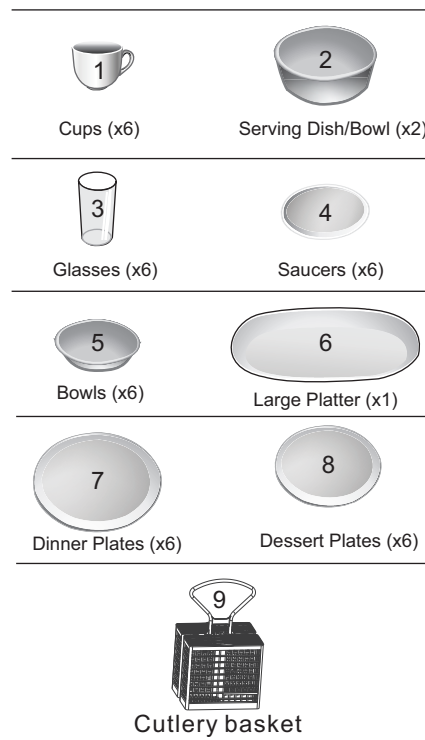 1
2
Cups (x6)
Serving Dish/Bowl (x2)
3
4
Glasses (x6)
Saucers (x6)
5
6
Bowls (x6)
Large Platter (x1)
7
8
Dinner Plates (x6)
Dessert Plates (x6)
9
Cutlery basket